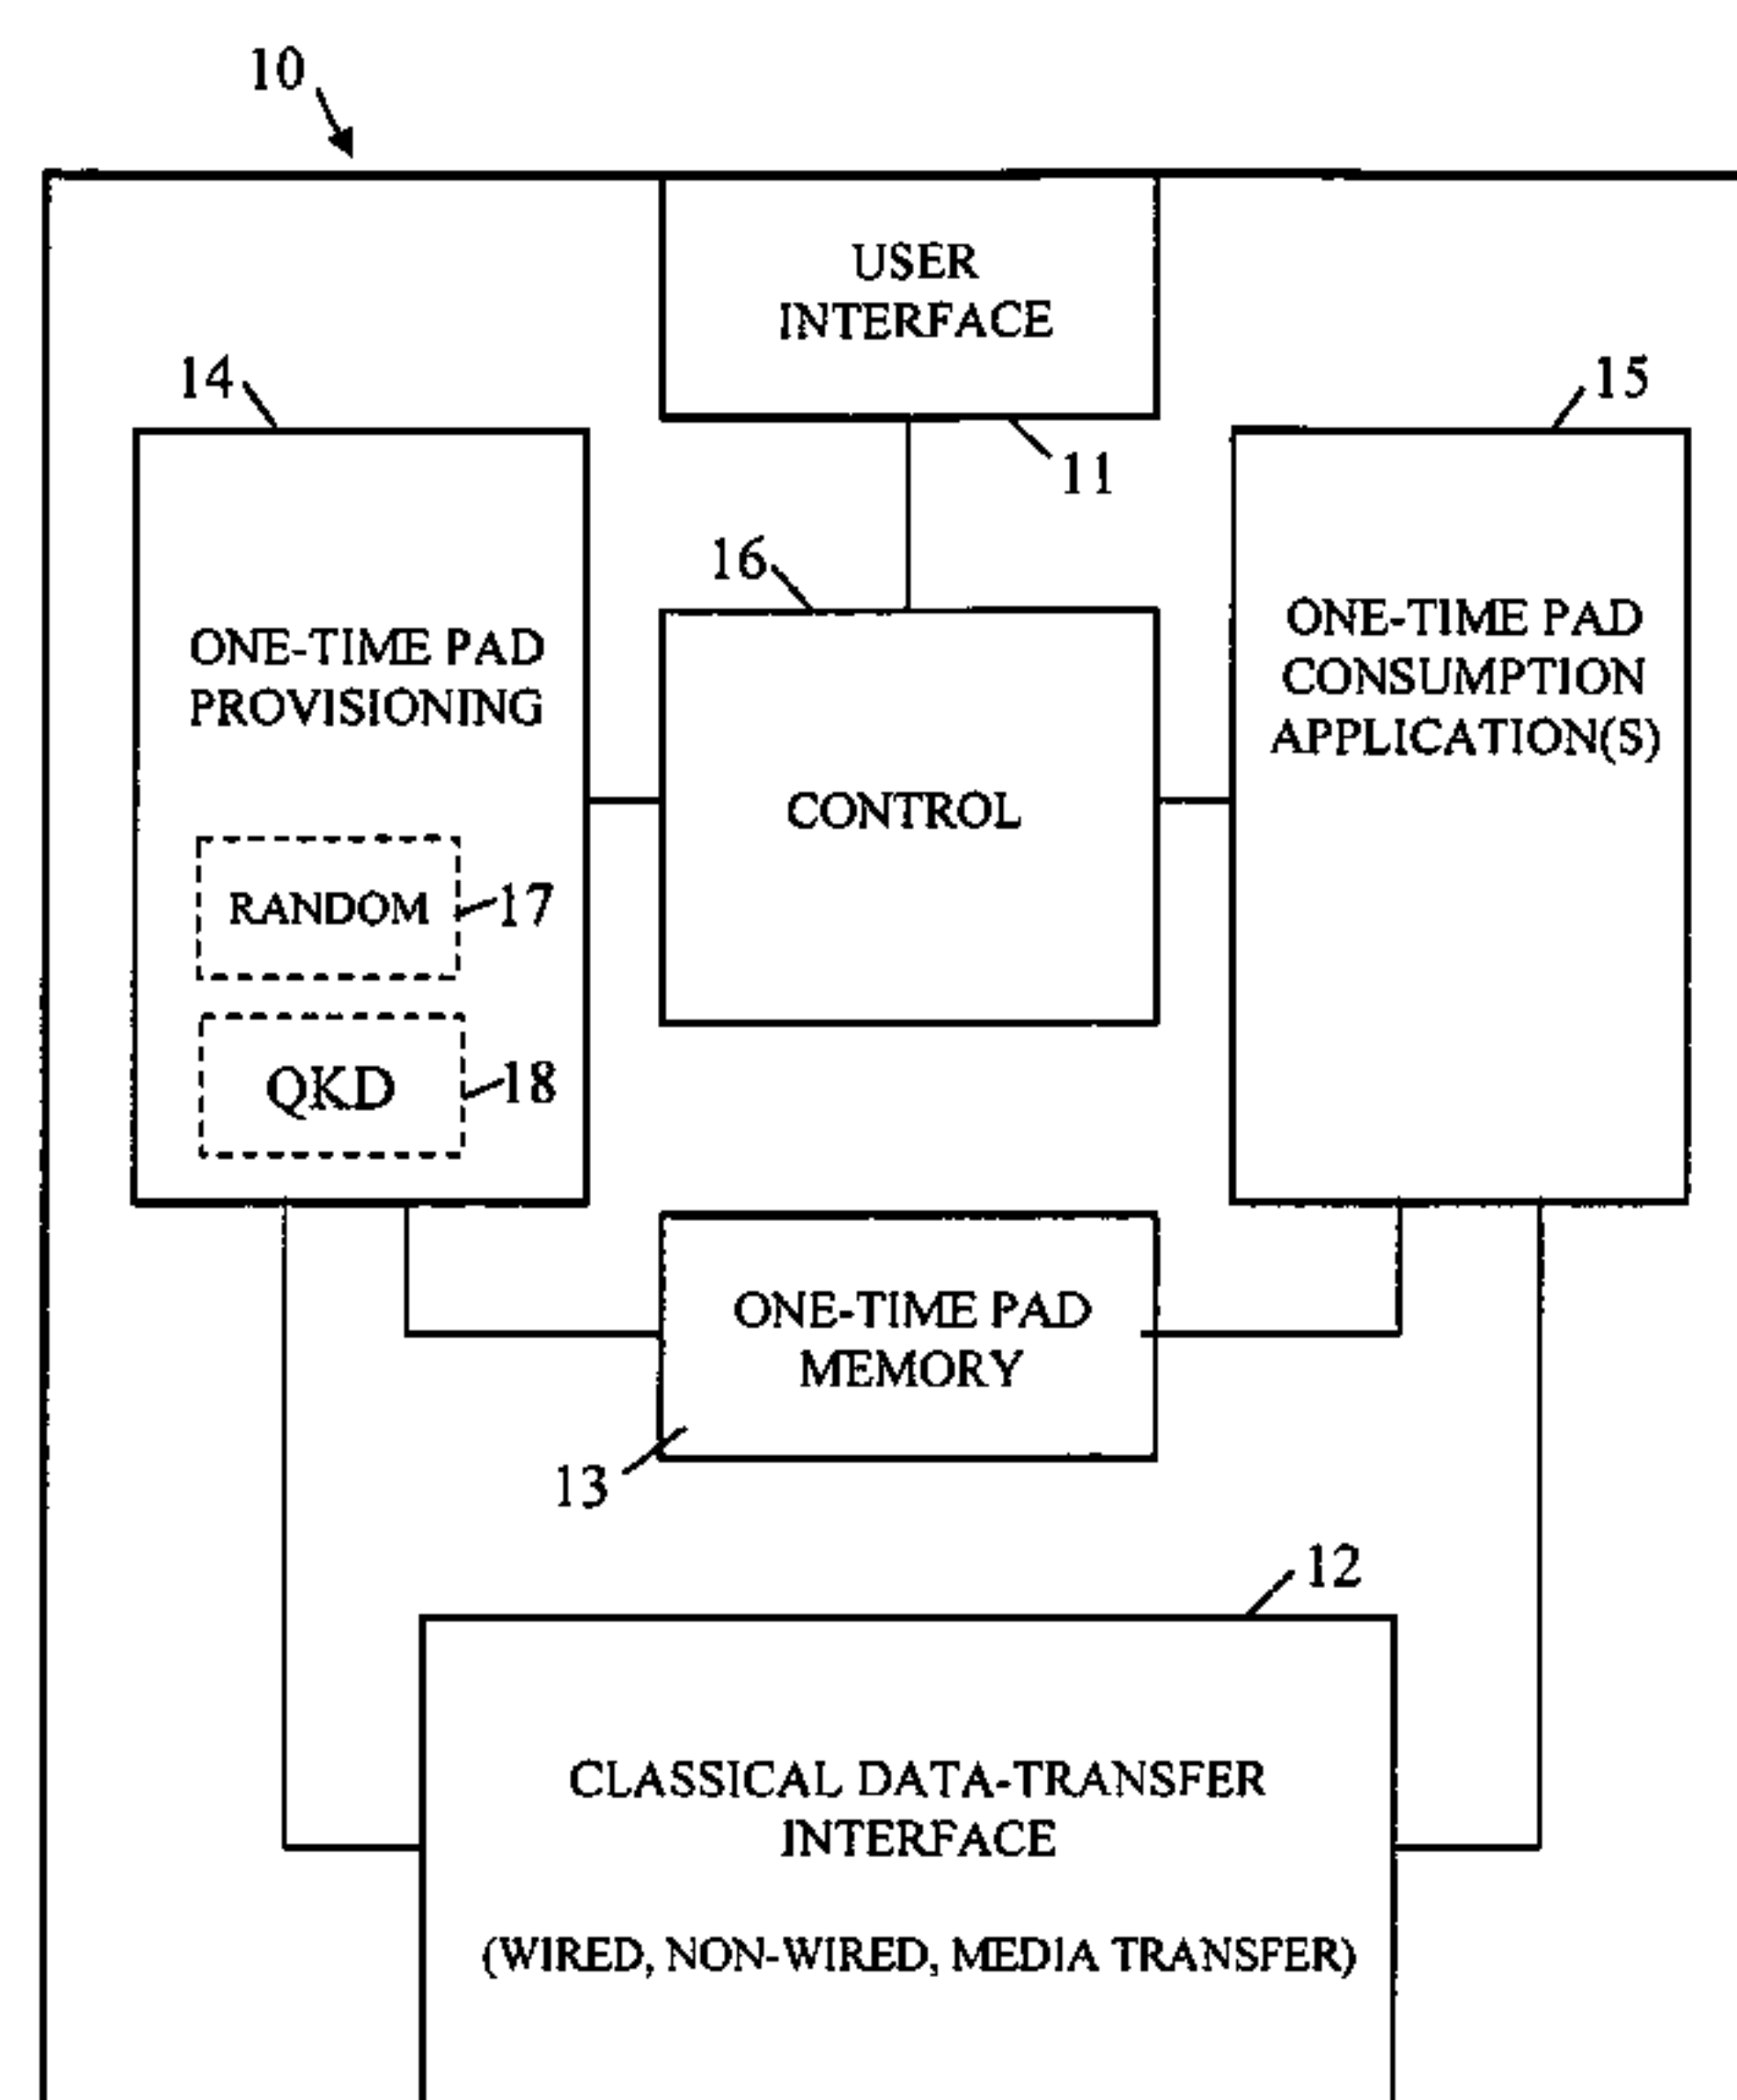 10
USER
INTERFACE
14
15
11
16
ONE-TIME PAD
PROVISIONING
CONTROL
ONE-TIME PAD
CONSUMPTION
APPLICATION(S)
RANDOM
17
QKD
18
ONE-TIME PAD
MEMORY
13
12
CLASSICAL DATA-TRANSFER
INTERFACE
(WIRED, NON-WIRED, MEDIA TRANSFER)